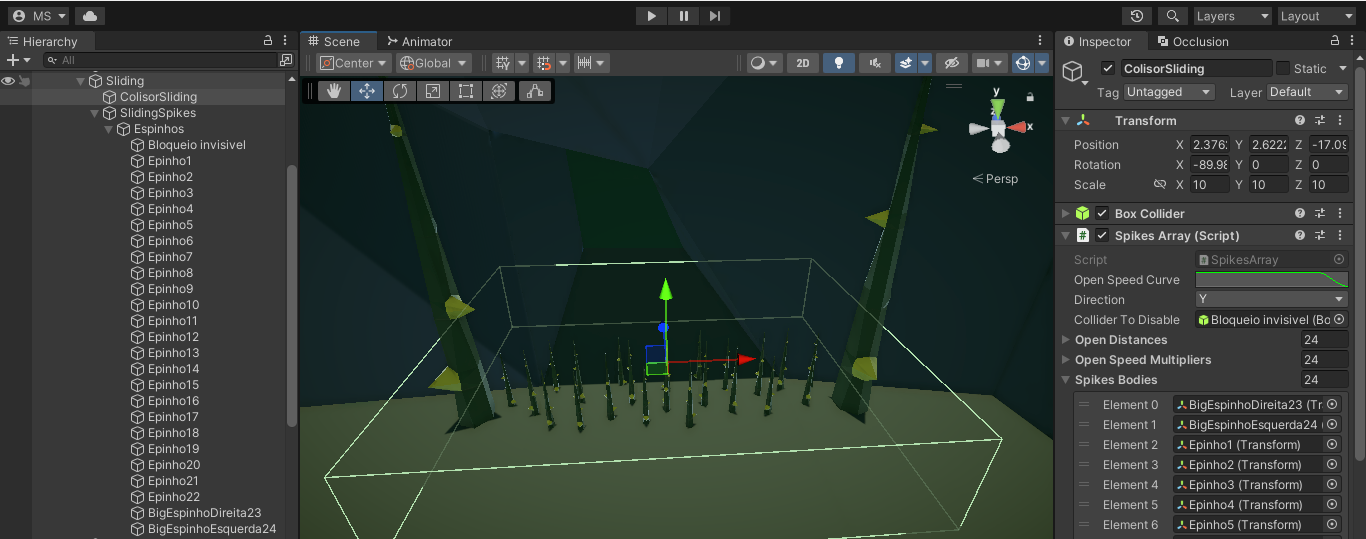 MS
Layers
Layout
Hierarchy
All
Sliding
ColisorSliding
SlidingSpikes
Espinhos
Bloqueio invisivel
Epinho1
Epinho2
Epinho3
Epinho4
Epinho5
Epinho6
Epinho7
Epinho8
Epinho9
Epinho10
Epinho11
Epinho12
Epinho13
Epinho14
Epinho15
Epinho16
Epinho17
Epinho18
Epinho19
Epinho20
Epinho21
Epinho22
BigEspinhoDireita23
BigEspinhoEsquerda24
Scene
Animator
Center
Global
2D
y
z
x
Persp
Inspector
Occlusion
ColisorSliding
Static
Tag Untagged Layer Default
Transform
Position X 2.376 Y 2.622 Z -17.09
Rotation X -89.98 Y 0 Z 0
Scale X 10 Y 10 Z 10
Box Collider
Spikes Array (Script)
Script SpikesArray
Open Speed Curve
Direction Y
Collider To Disable Bloqueio invisivel (Bo
Open Distances 24
Open Speed Multipliers 24
Spikes Bodies 24
Element 0 BigEspinhoDireita23 (Tr
Element 1 BigEspinhoEsquerda24 (
Element 2 Epinho1 (Transform)
Element 3 Epinho2 (Transform)
Element 4 Epinho3 (Transform)
Element 5 Epinho4 (Transform)
Element 6 Epinho5 (Transform)